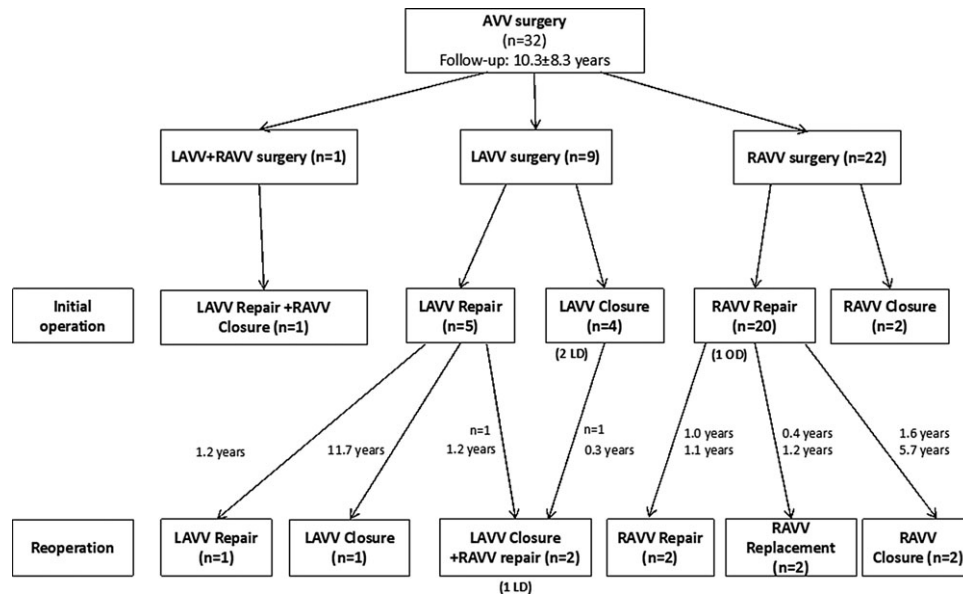 AVV surgery
(n=32)
Follow-up: 10.3±8.3 years
LAVV+RAVV surgery (n=1)
LAVV surgery (n=9)
RAVV surgery (n=22)
Initial
operation
LAVV Repair +RAVV
Closure (n=1)
LAVV Repair
(n=5)
LAVV Closure
(n=4)
(2 LD)
RAVV Repair
(n=20)
(1 OD)
RAVV Closure
(n=2)
1.2 years
11.7 years
n=1
1.2 years
n=1
0.3 years
1.0 years
1.1 years
0.4 years
1.2 years
1.6 years
5.7 years
Reoperation
LAVV Repair
(n=1)
LAVV Closure
(n=1)
LAVV Closure
+RAVV repair (n=2)
(1 LD)
RAVV Repair
(n=2)
RAVV
Replacement
(n=2)
RAVV
Closure (n=2)